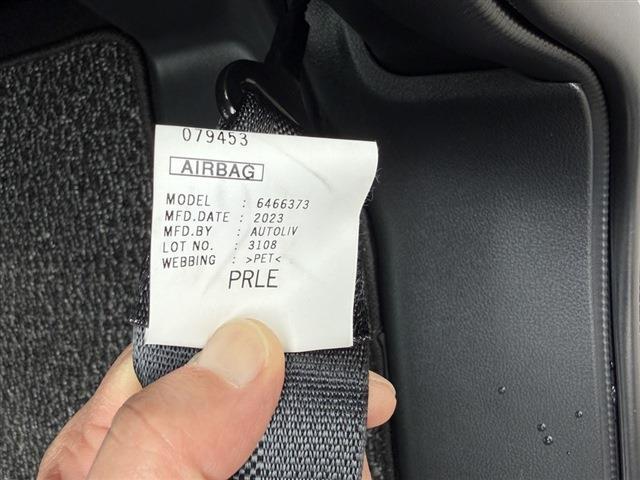 079453
AIRBAG
MODEL : 6466373
MFD.DATE : 2023
MFD.BY : AUTOLIV
LOT NO. : 3108
WEBBING : >PET<
PRLE